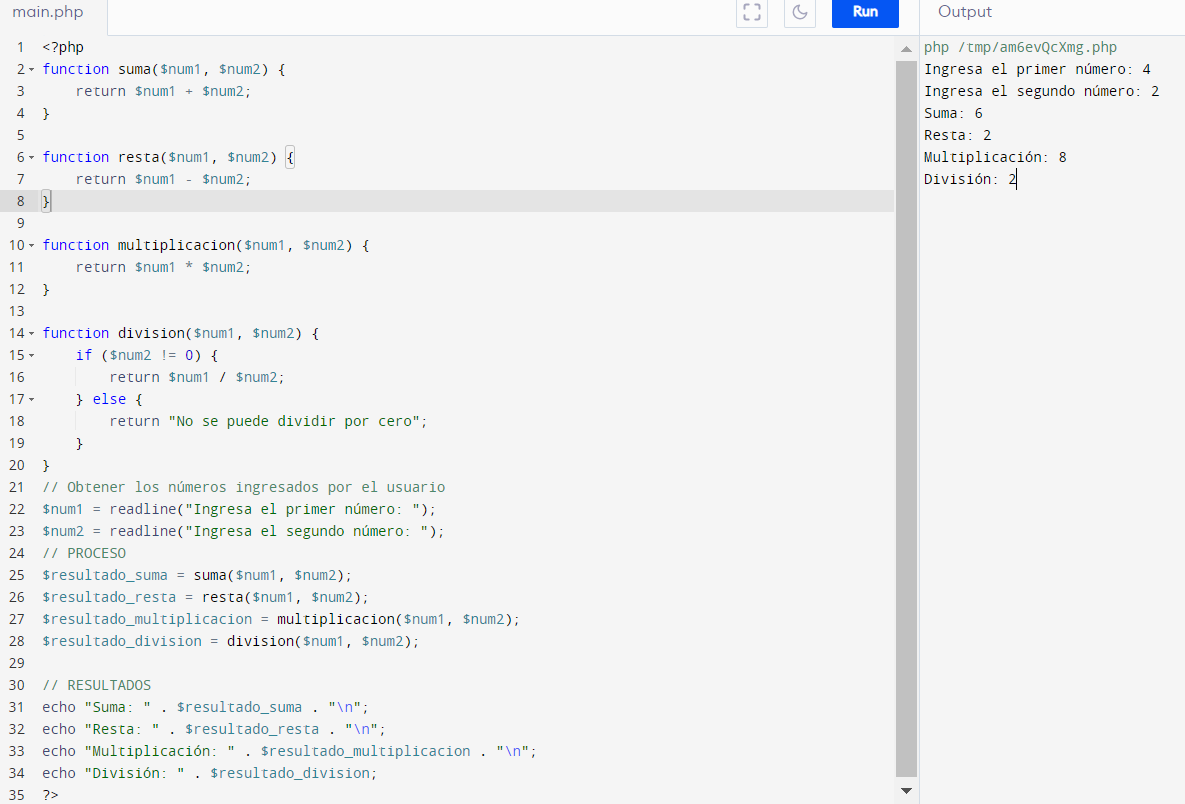 main.php
Run
Output
1 <?php
2 function suma($num1, $num2) {
3     return $num1 + $num2;
4 }
5
6 function resta($num1, $num2) {
7     return $num1 - $num2;
8 }
9
10 function multiplicacion($num1, $num2) {
11     return $num1 * $num2;
12 }
13
14 function division($num1, $num2) {
15     if ($num2 != 0) {
16         return $num1 / $num2;
17     } else {
18         return "No se puede dividir por cero";
19     }
20 }
21 // Obtener los números ingresados por el usuario
22 $num1 = readline("Ingresa el primer número: ");
23 $num2 = readline("Ingresa el segundo número: ");
24 // PROCESO
25 $resultado_suma = suma($num1, $num2);
26 $resultado_resta = resta($num1, $num2);
27 $resultado_multiplicacion = multiplicacion($num1, $num2);
28 $resultado_division = division($num1, $num2);
29
30 // RESULTADOS
31 echo "Suma: " . $resultado_suma . "\n";
32 echo "Resta: " . $resultado_resta . "\n";
33 echo "Multiplicación: " . $resultado_multiplicacion . "\n";
34 echo "División: " . $resultado_division;
35 ?>
php /tmp/am6evQcXmg.php
Ingresa el primer número: 4
Ingresa el segundo número: 2
Suma: 6
Resta: 2
Multiplicación: 8
División: 2